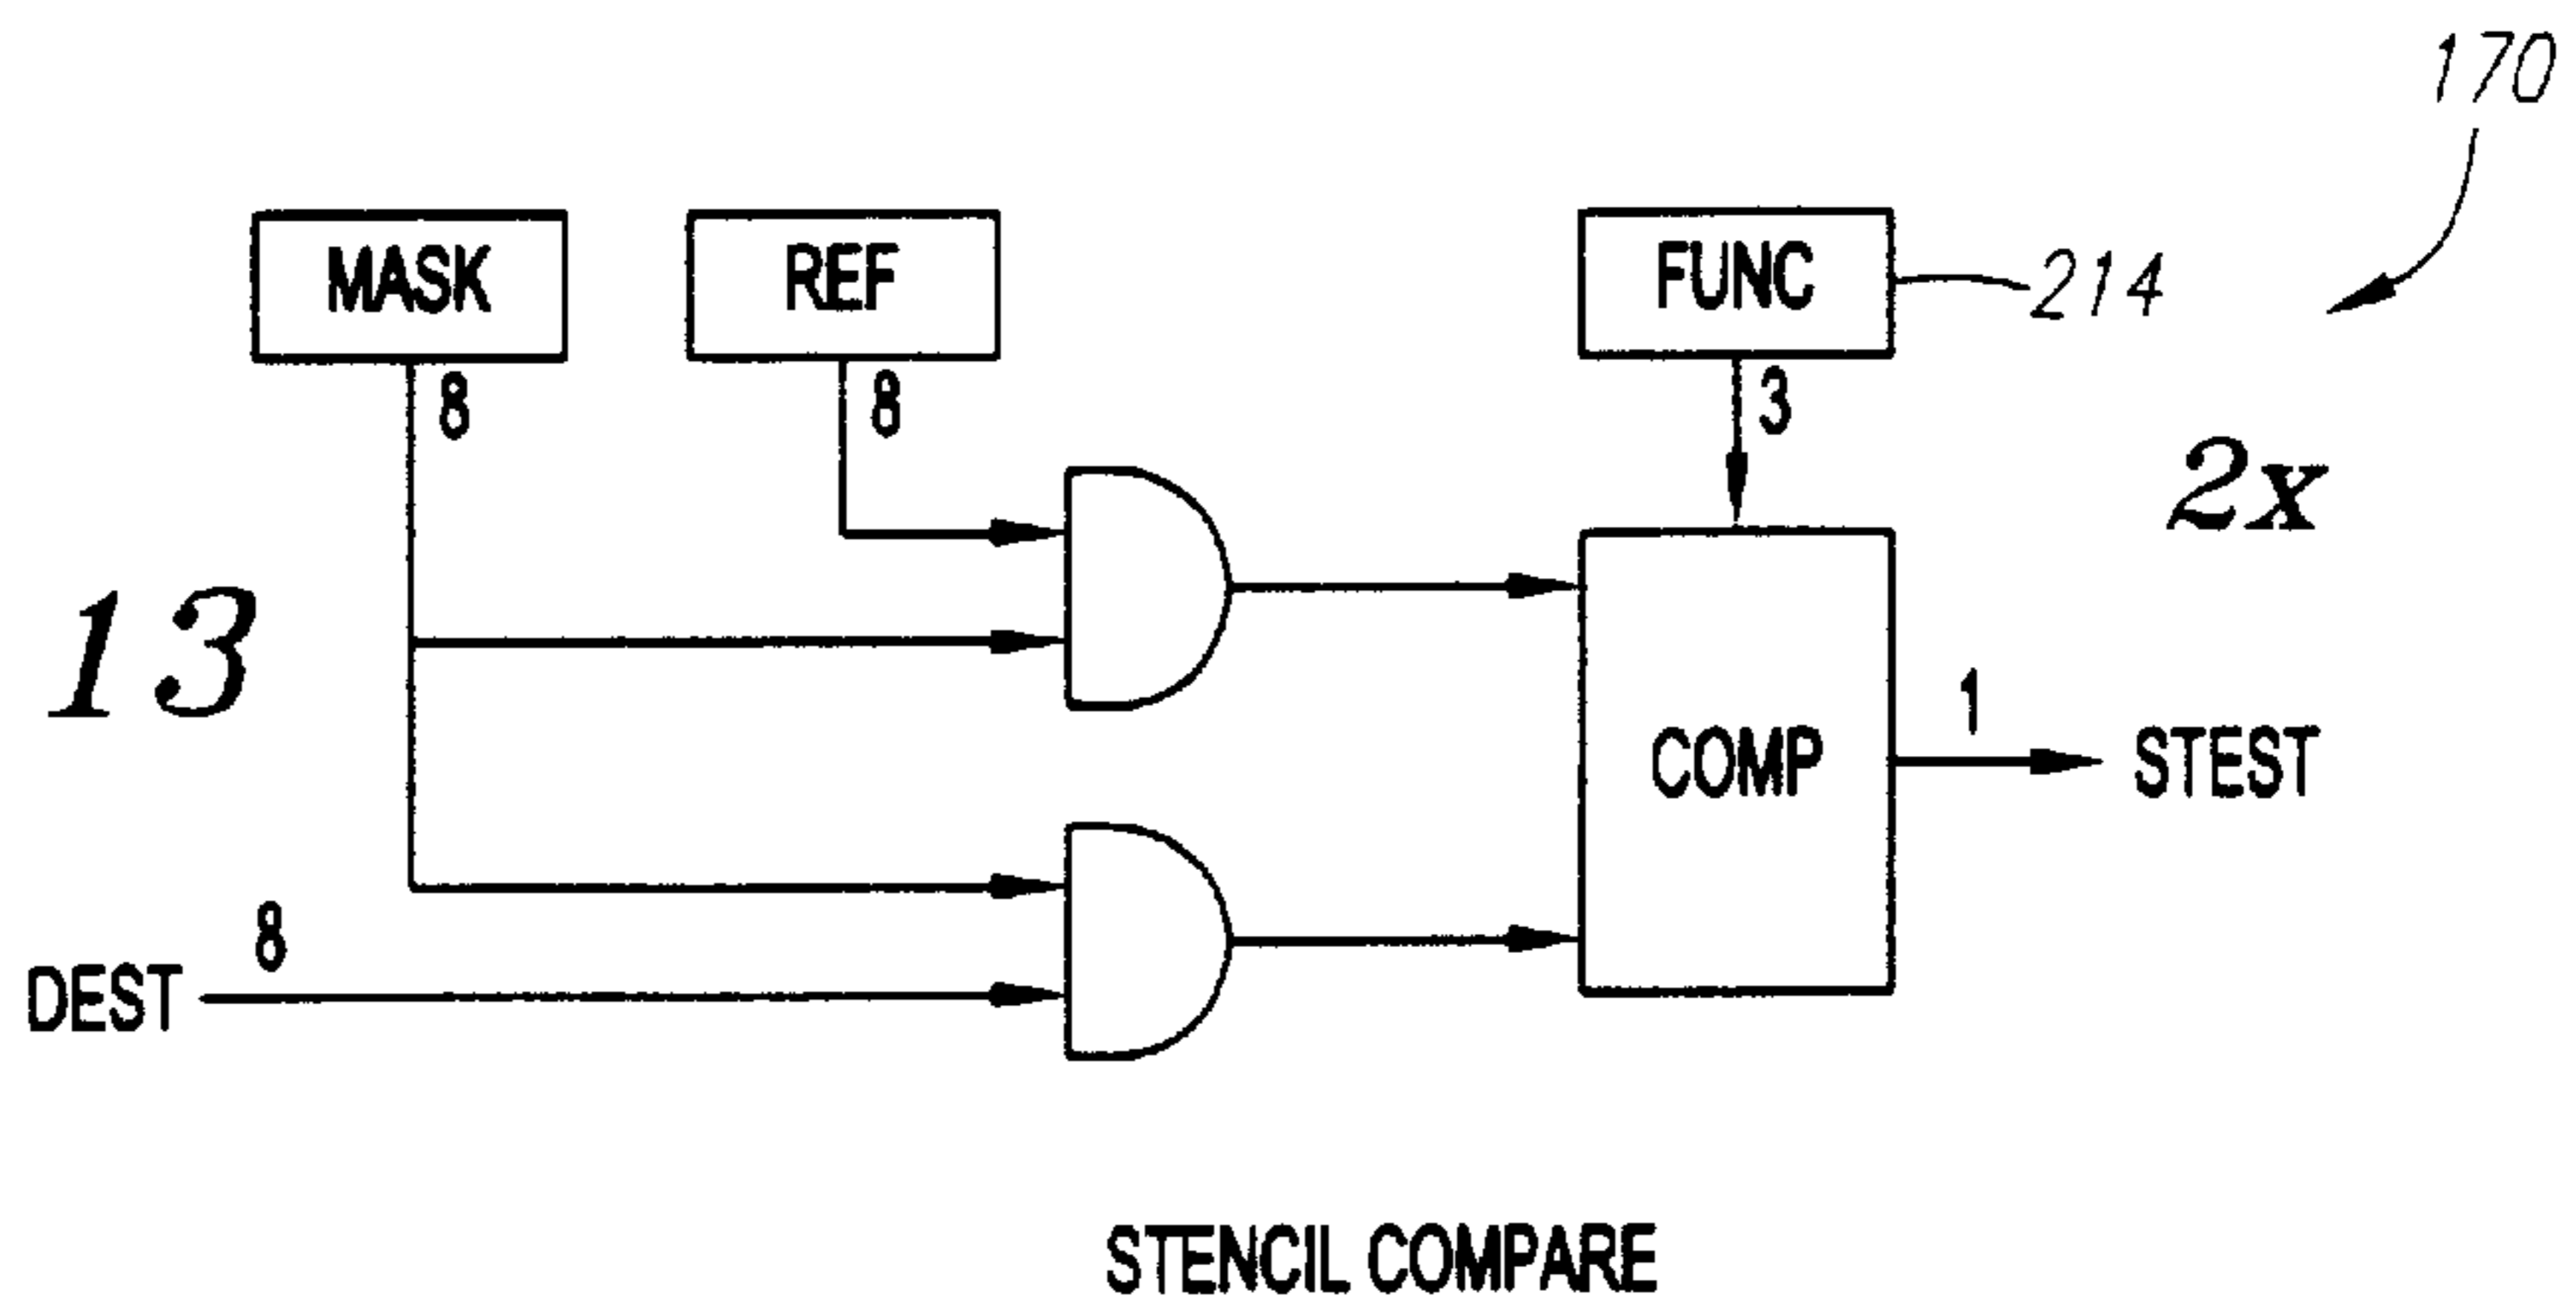 170
MASK
REF
FUNC
214
8
8
3
2x
13
1
COMP
STEST
8
DEST
STENCIL COMPARE